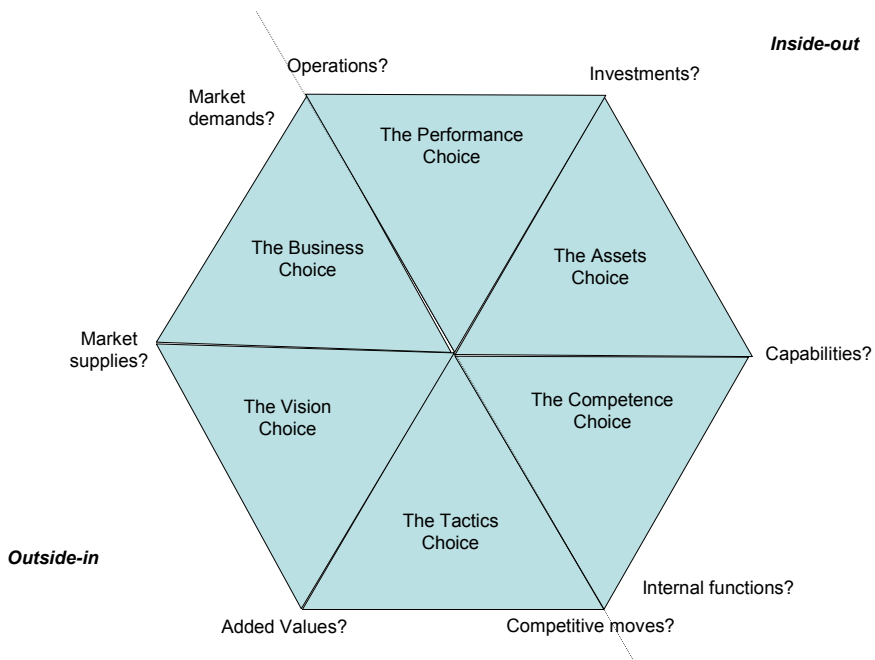 Inside-out
Operations?
Investments?
Market
demands?
The Performance
Choice
The Business
Choice
The Assets
Choice
Market
supplies?
Capabilities?
The Vision
Choice
The Competence
Choice
The Tactics
Choice
Outside-in
Internal functions?
Added Values?
Competitive moves?